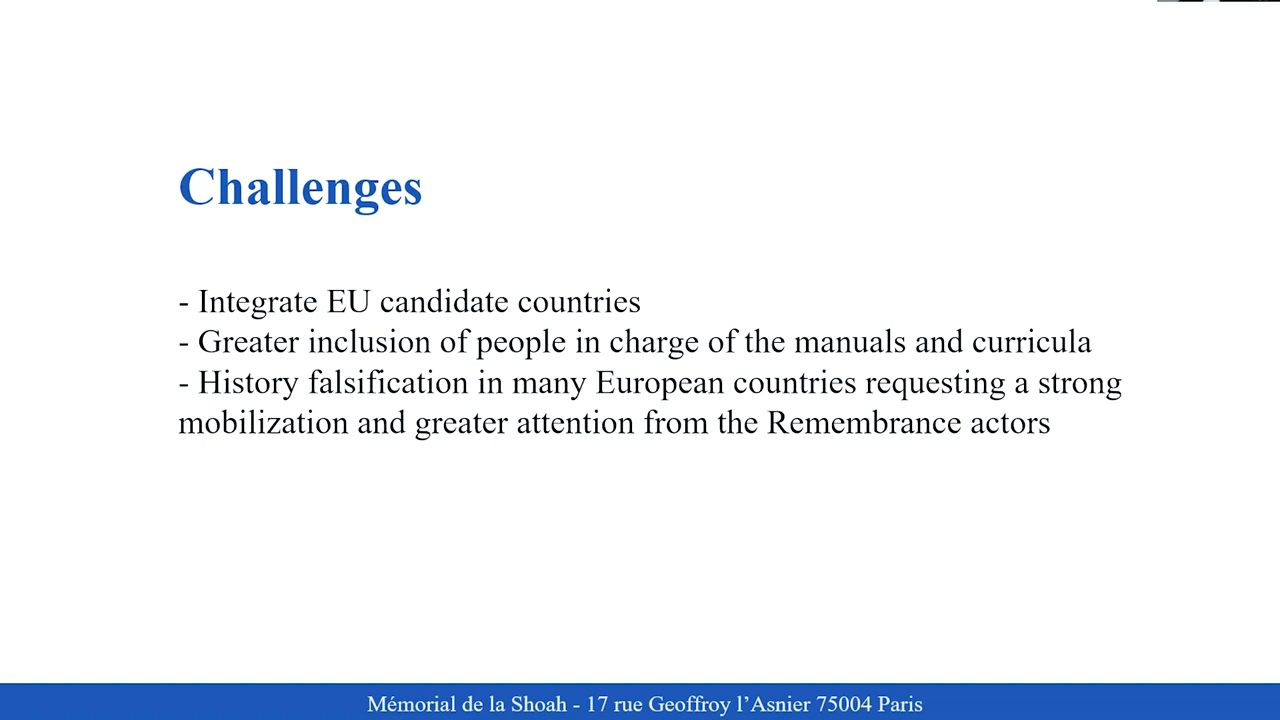 Challenges
- Integrate EU candidate countries
- Greater inclusion of people in charge of the manuals and curricula
- History falsification in many European countries requesting a strong
mobilization and greater attention from the Remembrance actors
Mémorial de la Shoah - 17 rue Geoffroy l’Asnier 75004 Paris